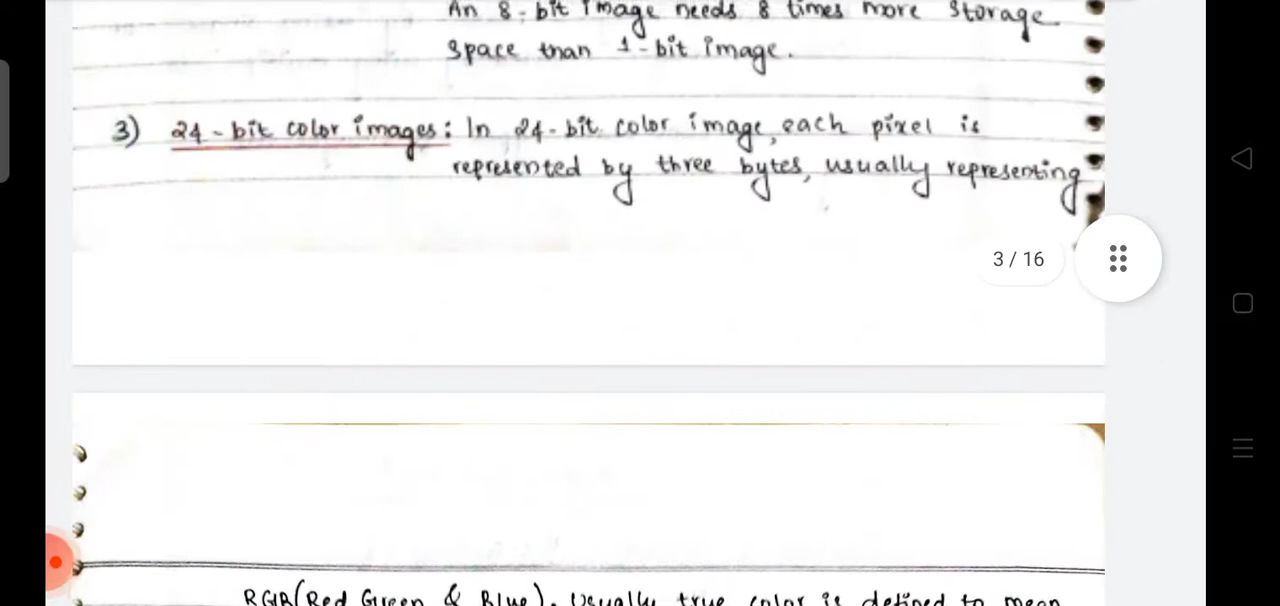 An 8-bit image needs 8 times more storage
space than 1-bit image.
3) 24-bit color images: In 24-bit color image, each pixel is
represented by three bytes, usually representing
3 / 16
RGB(Red Green & Blue). Usually true color is defined to mean